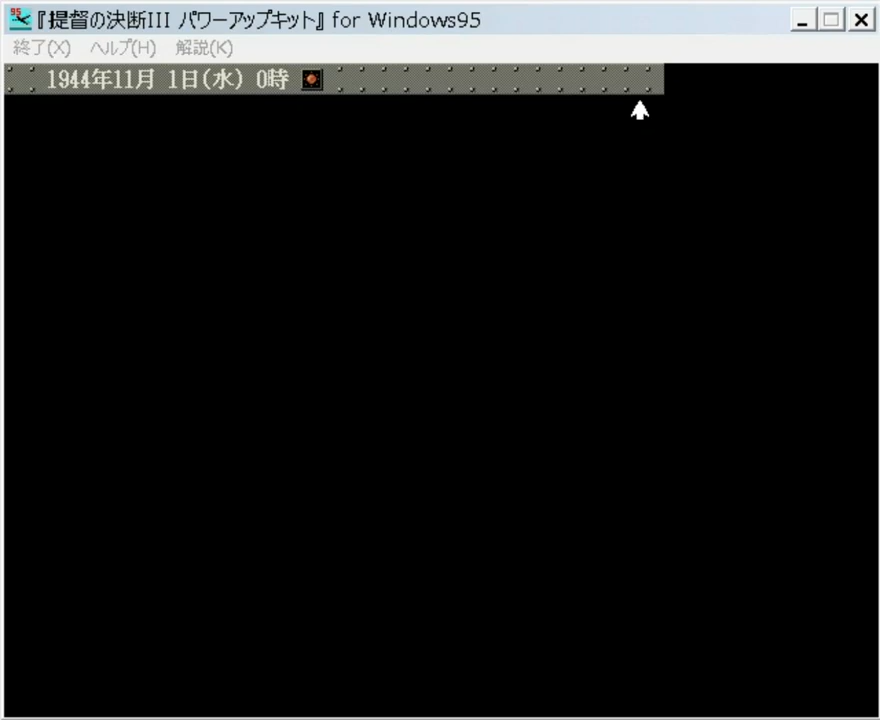 『提督の決断III パワーアップキット』 for Windows95
終了(X) ヘルプ(H) 解説(K)
1944年11月 1日(水) 0時